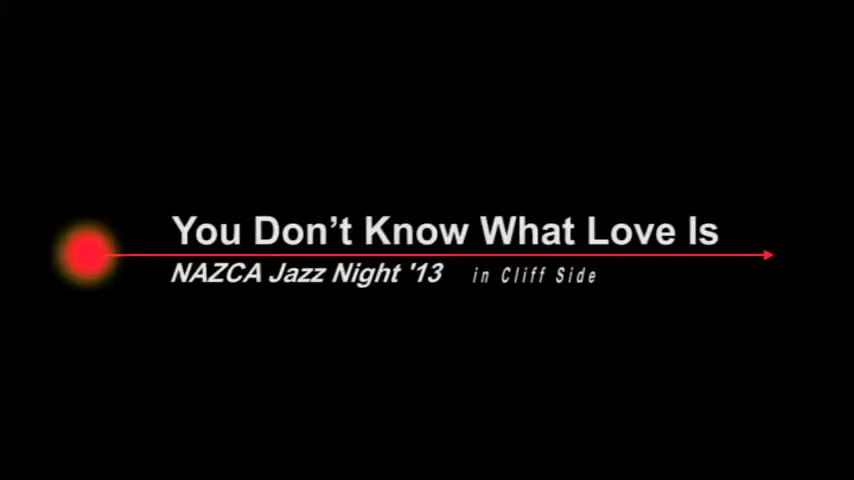 You Don’t Know What Love Is
NAZCA Jazz Night '13 in Cliff Side